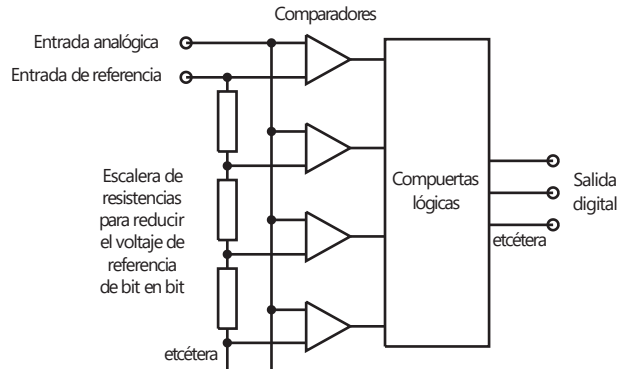 Comparadores
Entrada analógica
Entrada de referencia
Escalera de
resistencias
para reducir
el voltaje de
referencia
de bit en bit
etcétera
Compuertas
lógicas
Salida
digital
etcétera